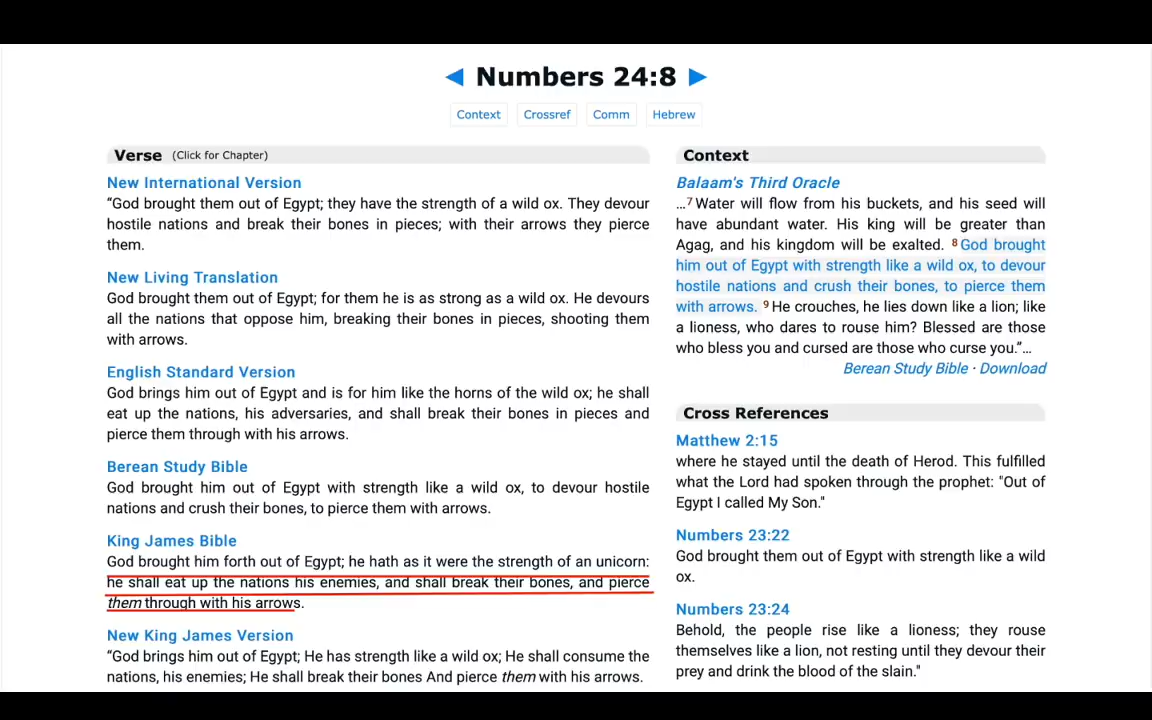 ◀ Numbers 24:8 ▶
Context Crossref Comm Hebrew
Verse (Click for Chapter)
New International Version
“God brought them out of Egypt; they have the strength of a wild ox. They devour
hostile nations and break their bones in pieces; with their arrows they pierce
them.
New Living Translation
God brought them out of Egypt; for them he is as strong as a wild ox. He devours
all the nations that oppose him, breaking their bones in pieces, shooting them
with arrows.
English Standard Version
God brings him out of Egypt and is for him like the horns of the wild ox; he shall
eat up the nations, his adversaries, and shall break their bones in pieces and
pierce them through with his arrows.
Berean Study Bible
God brought him out of Egypt with strength like a wild ox, to devour hostile
nations and crush their bones, to pierce them with arrows.
King James Bible
God brought him forth out of Egypt; he hath as it were the strength of an unicorn:
he shall eat up the nations his enemies, and shall break their bones, and pierce
them through with his arrows.
New King James Version
“God brings him out of Egypt; He has strength like a wild ox; He shall consume the
nations, his enemies; He shall break their bones And pierce them with his arrows.
Context
Balaam's Third Oracle
…7Water will flow from his buckets, and his seed will
have abundant water. His king will be greater than
Agag, and his kingdom will be exalted. 8God brought
him out of Egypt with strength like a wild ox, to devour
hostile nations and crush their bones, to pierce them
with arrows. 9He crouches, he lies down like a lion; like
a lioness, who dares to rouse him? Blessed are those
who bless you and cursed are those who curse you.”…
Berean Study Bible · Download
Cross References
Matthew 2:15
where he stayed until the death of Herod. This fulfilled
what the Lord had spoken through the prophet: "Out of
Egypt I called My Son."
Numbers 23:22
God brought them out of Egypt with strength like a wild
ox.
Numbers 23:24
Behold, the people rise like a lioness; they rouse
themselves like a lion, not resting until they devour their
prey and drink the blood of the slain."